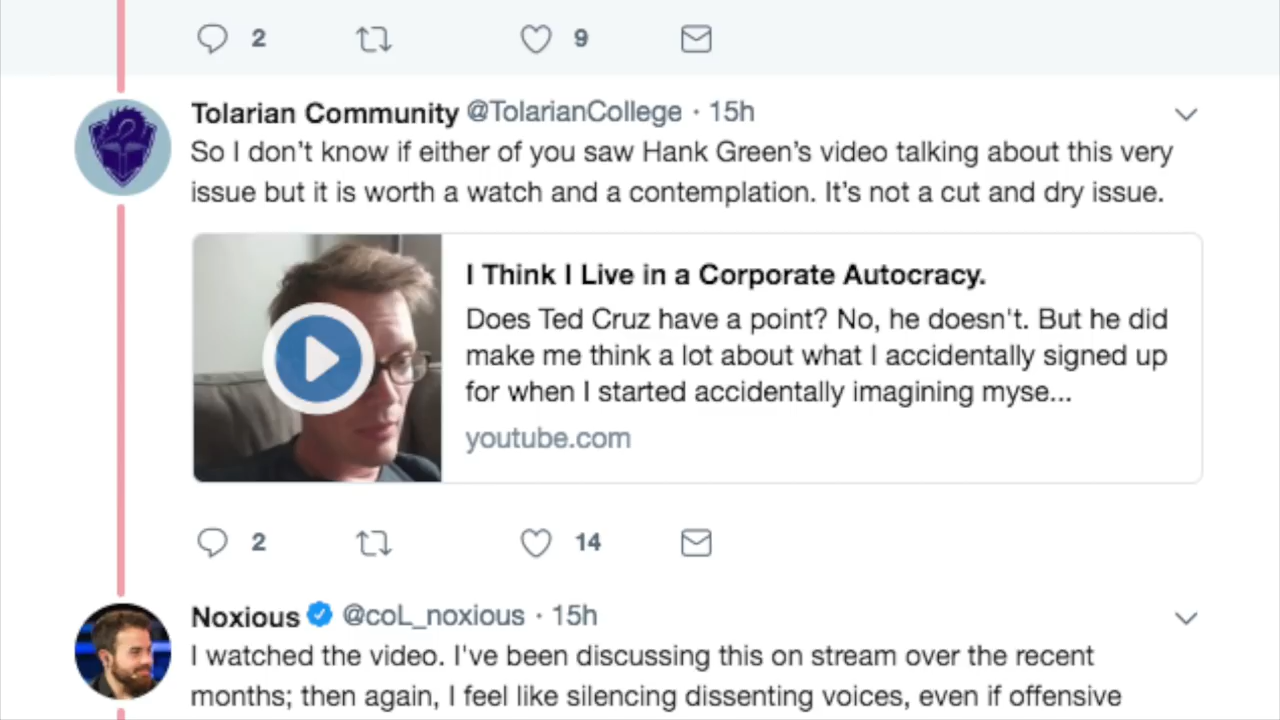 2 9
Tolarian Community @TolarianCollege · 15h
So I don’t know if either of you saw Hank Green’s video talking about this very
issue but it is worth a watch and a contemplation. It’s not a cut and dry issue.
I Think I Live in a Corporate Autocracy.
Does Ted Cruz have a point? No, he doesn't. But he did
make me think a lot about what I accidentally signed up
for when I started accidentally imagining myse...
youtube.com
2 14
Noxious @coL_noxious · 15h
I watched the video. I've been discussing this on stream over the recent
months; then again, I feel like silencing dissenting voices, even if offensive